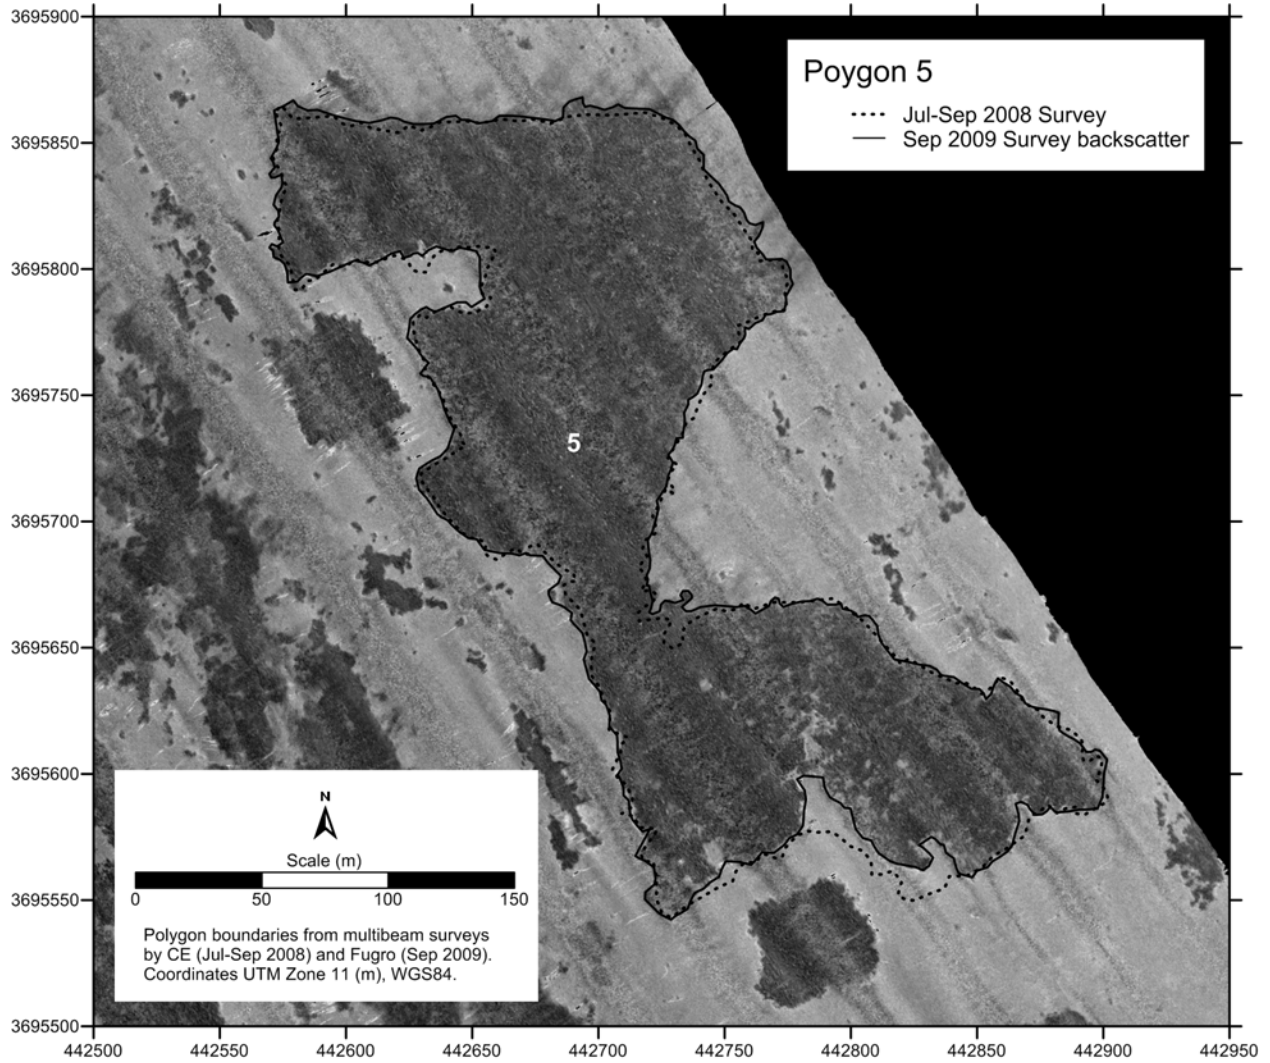 3695900
3695850
3695800
3695750
3695700
3695650
3695600
3695550
3695500
Poygon 5
Jul-Sep 2008 Survey
Sep 2009 Survey backscatter
5
N
Scale (m)
0 50 100 150
Polygon boundaries from multibeam surveys
by CE (Jul-Sep 2008) and Fugro (Sep 2009).
Coordinates UTM Zone 11 (m), WGS84.
442500 442550 442600 442650 442700 442750 442800 442850 442900 442950